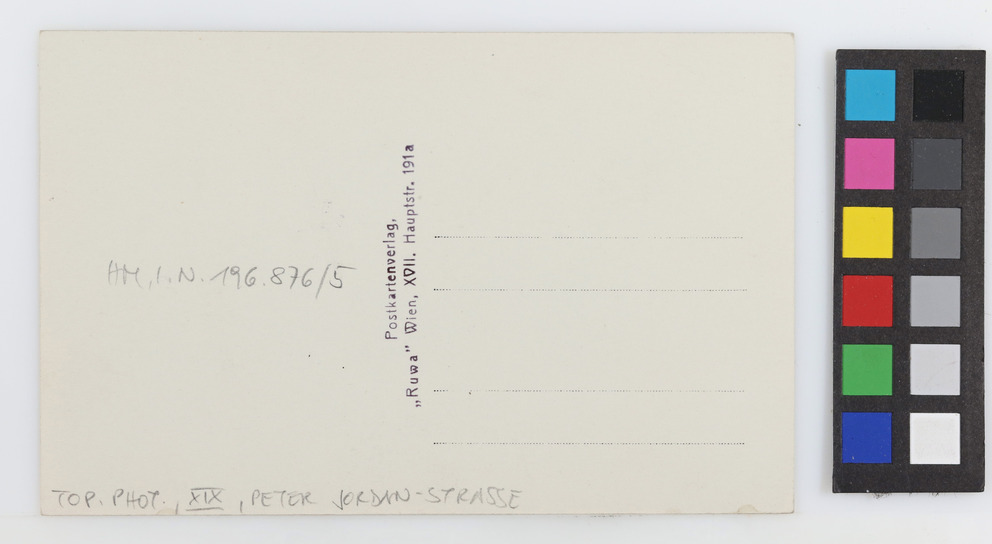 HM, I. N. 196.876/5
Postkartenverlag,
„Ruwa” Wien, XVII. Hauptstr. 191a
TOP. PHOT., XIX, PETER JORDAN-STRASSE